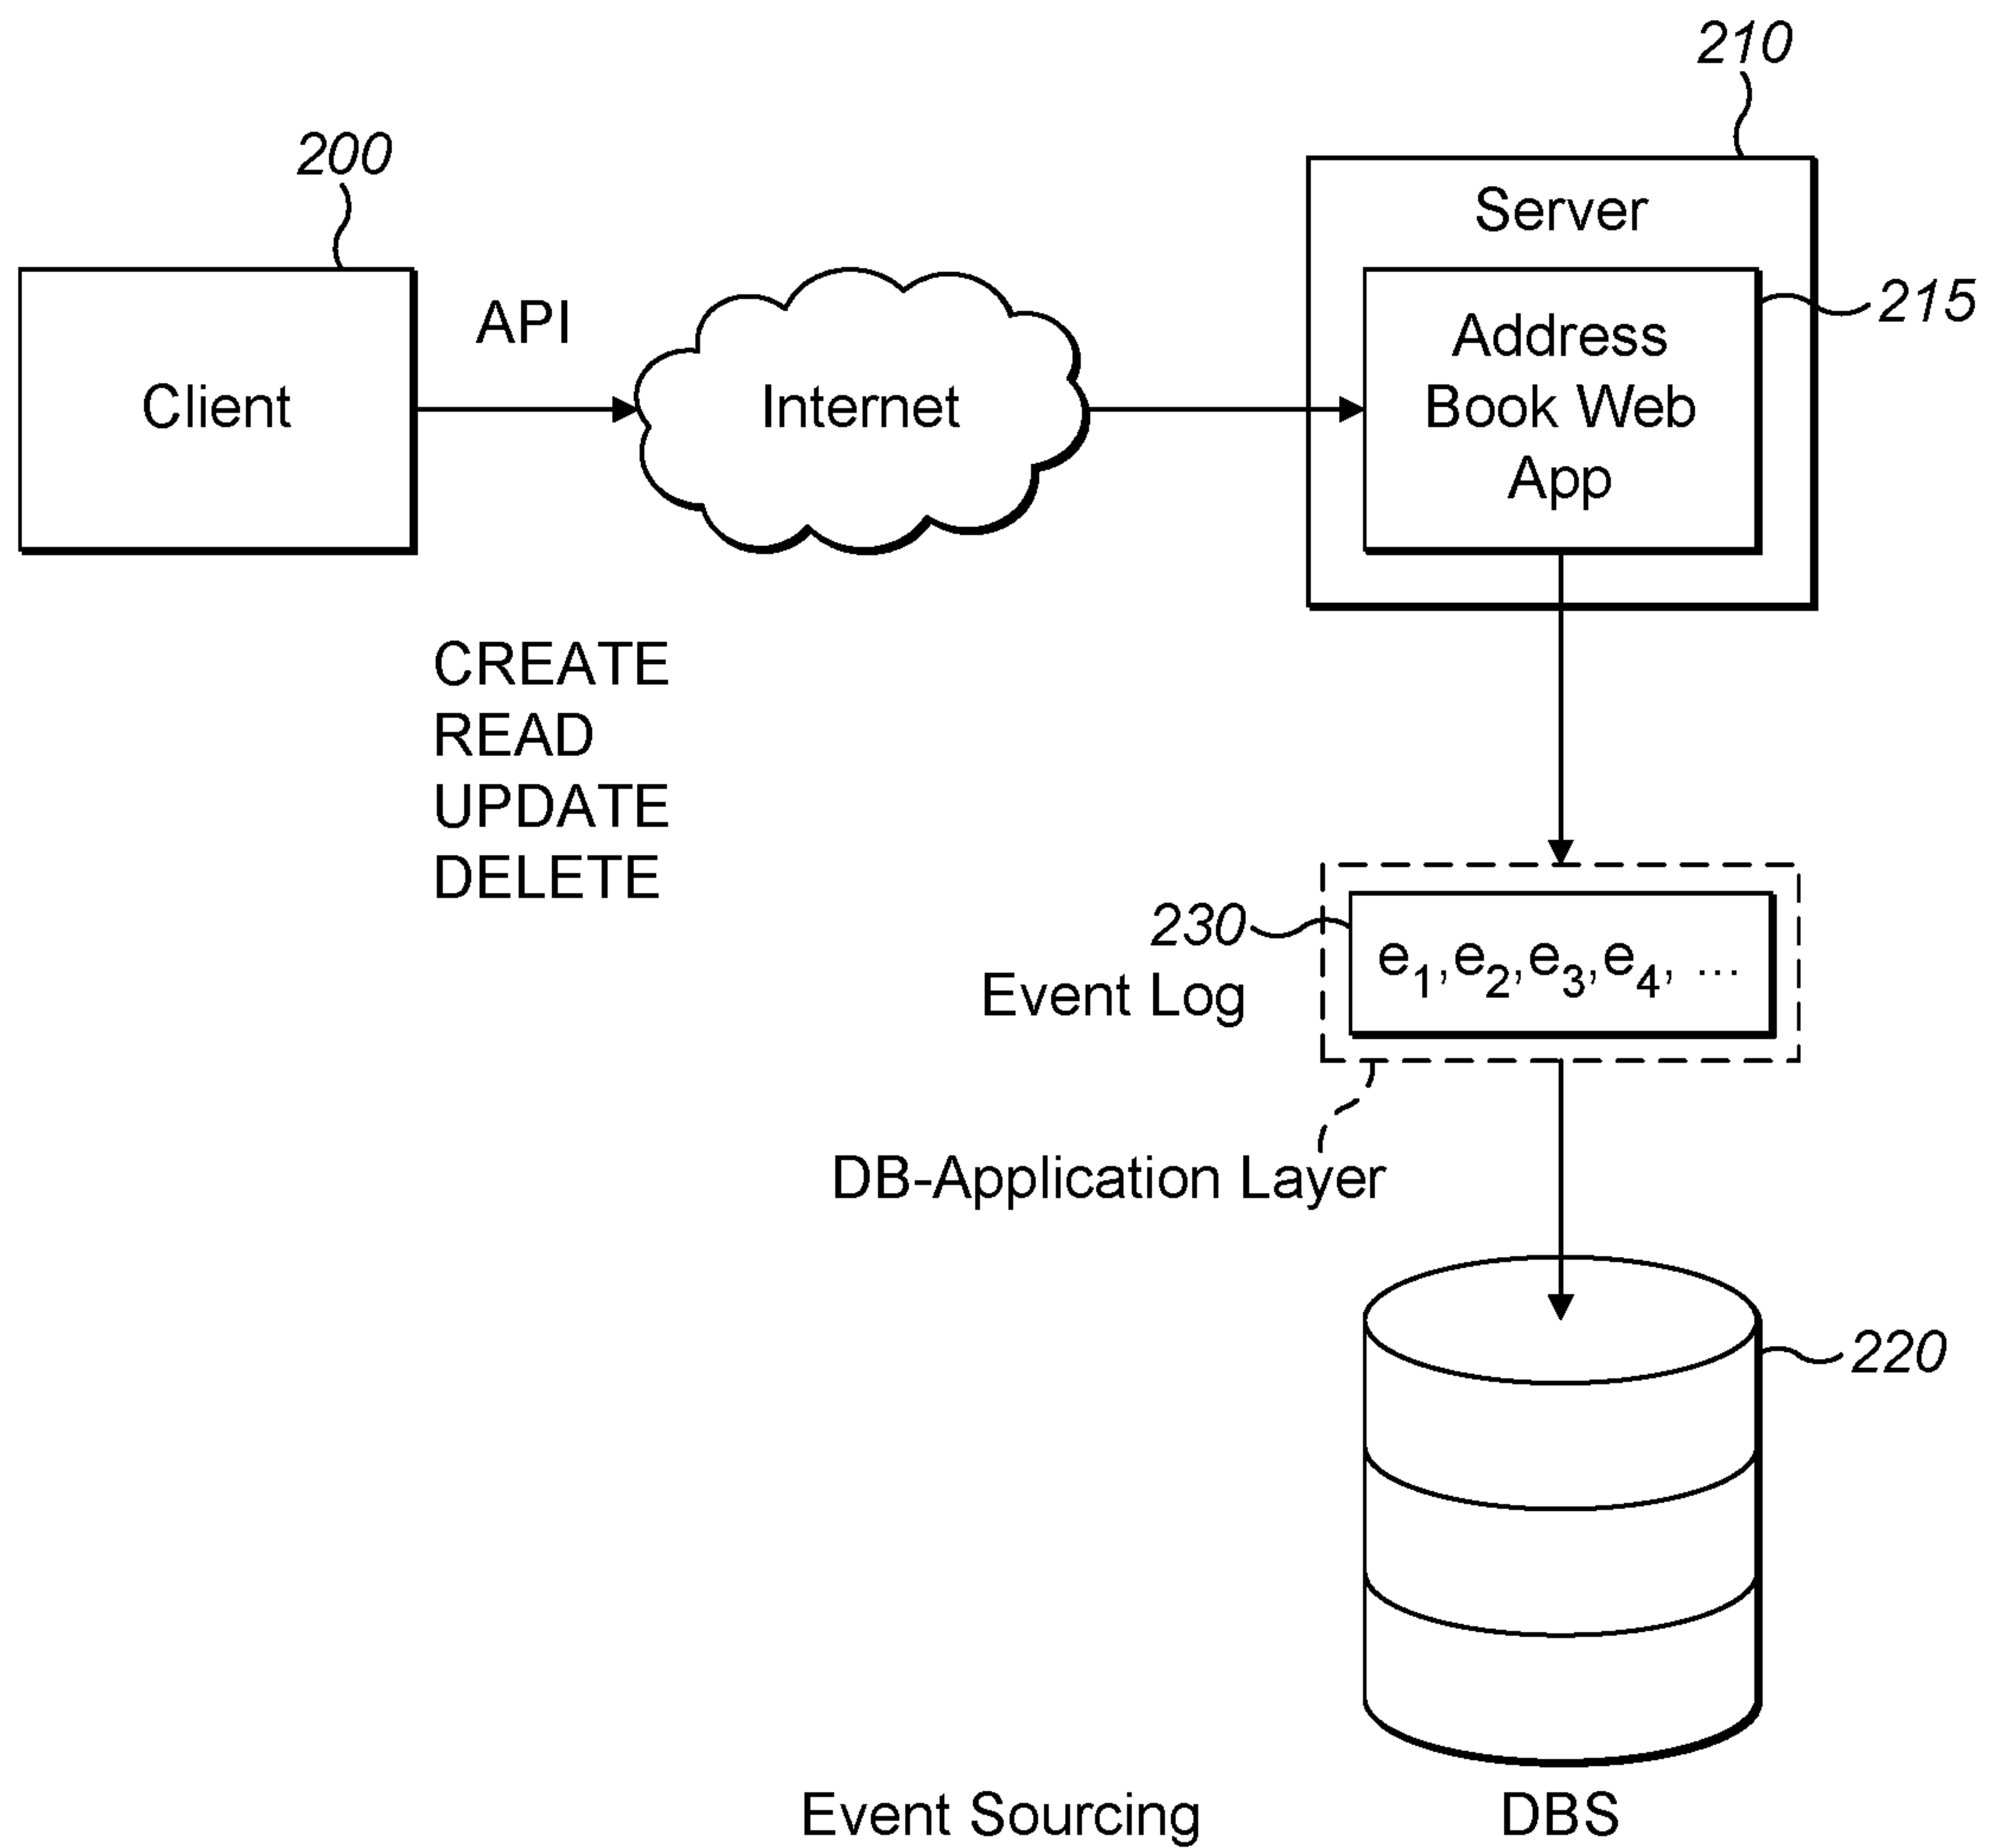 210
200
Server
API
215
Client
Internet
Address
Book Web
App
CREATE
READ
UPDATE
DELETE
230
Event Log
e1,e2,e3,e4, ...
DB-Application Layer
220
Event Sourcing
DBS